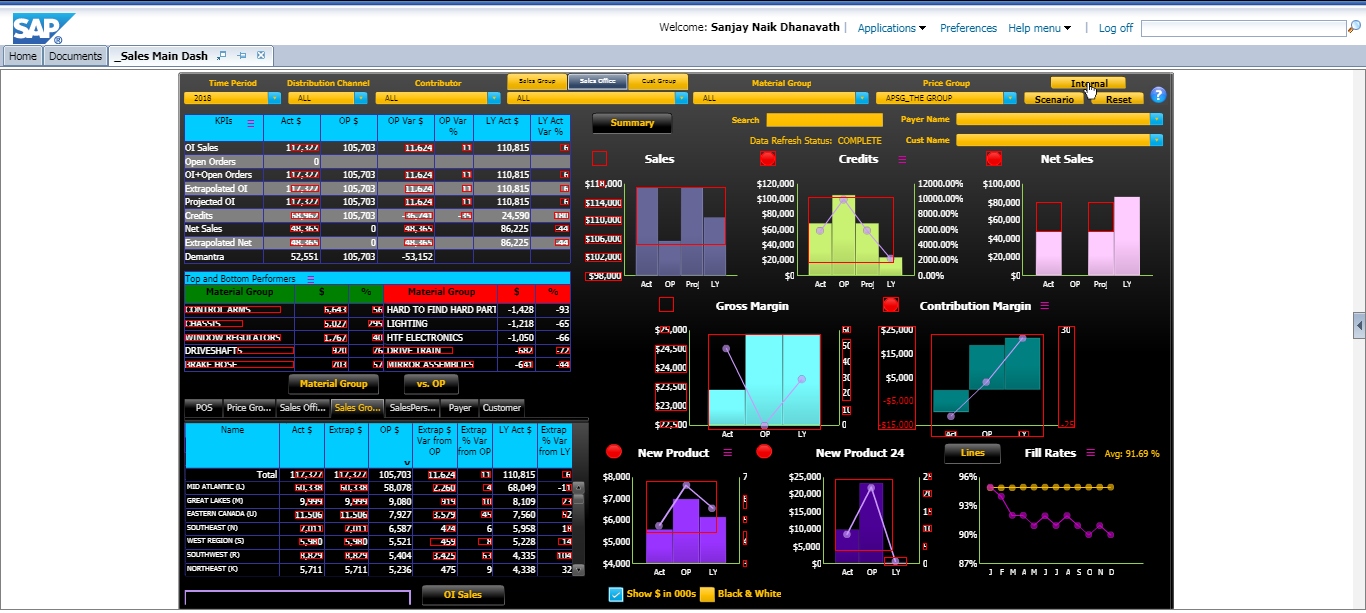 SAP
Welcome: Sanjay Naik Dhanavath | Applications Preferences Help menu | Log off
Home Documents _Sales Main Dash
Time Period Distribution Channel Contributor Sales Group Sales Office Cust Group Material Group Price Group Internal
2018 ALL ALL ALL ALL APSG_THE GROUP Scenario Reset
KPIs Act $ OP $ OP Var $ OP Var % LY Act $ LY Act Var %
OI Sales 117,327 105,703 11,624 11 110,815 6
Open Orders 0
OI+Open Orders 117,327 105,703 11,624 11 110,815 6
Extrapolated OI 117,327 105,703 11,624 11 110,815 6
Projected OI 117,327 105,703 11,624 11 110,815 6
Credits 68,962 105,703 -36,741 -35 24,590 180
Net Sales 48,365 0 48,365 86,225 -44
Extrapolated Net 48,365 0 48,365 86,225 -44
Demantra 52,551 105,703 -53,152
Summary Search Payer Name
Data Refresh Status: COMPLETE Cust Name
Sales
$118,000
$114,000
$110,000
$106,000
$102,000
$98,000
Act OP Proj LY
Credits
$120,000 12000.00%
$100,000 10000.00%
$80,000 8000.00%
$60,000 6000.00%
$40,000 4000.00%
$20,000 2000.00%
$0 0.00%
Act OP Proj LY
Net Sales
$100,000
$80,000
$60,000
$40,000
$20,000
$0
Act OP Proj LY
Top and Bottom Performers
Material Group $ % Material Group $ %
CONTROL ARMS 6,643 56 HARD TO FIND HARD PART -1,428 -93
CHASSIS 5,027 795 LIGHTING -1,218 -65
WINDOW REGULATORS 1,767 40 HTF ELECTRONICS -1,050 -66
DRIVESHAFTS 920 76 DRIVE TRAIN -682 -72
BRAKE HOSE 703 57 MIRROR ASSEMBLIES -641 -44
Material Group vs. OP
Gross Margin
$25,000 60
$24,500 50
$24,000 40
$23,500 30
$23,000 20
10
$22,500 0
Act OP LY
Contribution Margin
$25,000 30
$15,000
$5,000
-$5,000
-$15,000 -25
Act OP LY
POS Price Gro... Sales Offi... Sales Gro... SalesPers... Payer Customer
Name Act $ Extrap $ OP $ Extrap $ Var from OP Extrap % Var from OP LY Act $ Extrap % Var from LY
Total 117,327 117,327 105,703 11,624 11 110,815 6
MID ATLANTIC (L) 60,338 60,338 58,078 2,260 4 68,049 -11
GREAT LAKES (M) 9,999 9,999 9,080 919 10 8,109 23
EASTERN CANADA (U) 11,506 11,506 7,927 3,579 45 7,560 52
SOUTHEAST (N) 7,011 7,011 6,587 424 6 5,958 18
WEST REGION (S) 5,980 5,980 5,521 459 8 5,228 14
SOUTHWEST (R) 8,829 8,829 5,404 3,425 63 4,335 104
NORTHEAST (K) 5,711 5,711 5,236 475 9 4,338 32
OI Sales
New Product
$8,000 7
$7,000
$6,000
$5,000
$4,000
Act OP LY
New Product 24
$25,000
$20,000
$15,000
$10,000
$5,000
$0 0
Act OP LY
Lines Fill Rates Avg: 91.69 %
96%
93%
90%
87%
J F M A M J J A S O N D
Show $ in 000s Black & White